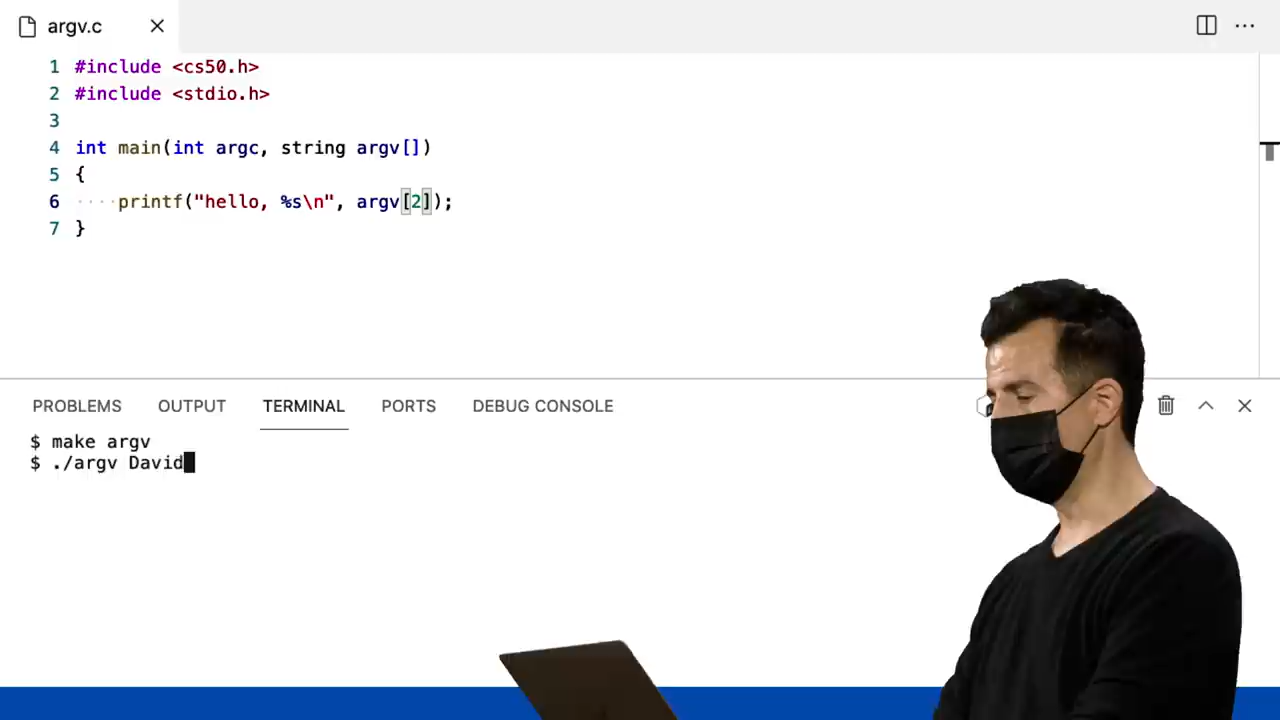 argv.c
1 #include <cs50.h>
2 #include <stdio.h>
3
4 int main(int argc, string argv[])
5 {
6 ····printf("hello, %s\n", argv[2]);
7 }
PROBLEMS OUTPUT TERMINAL PORTS DEBUG CONSOLE
$ make argv
$ ./argv David